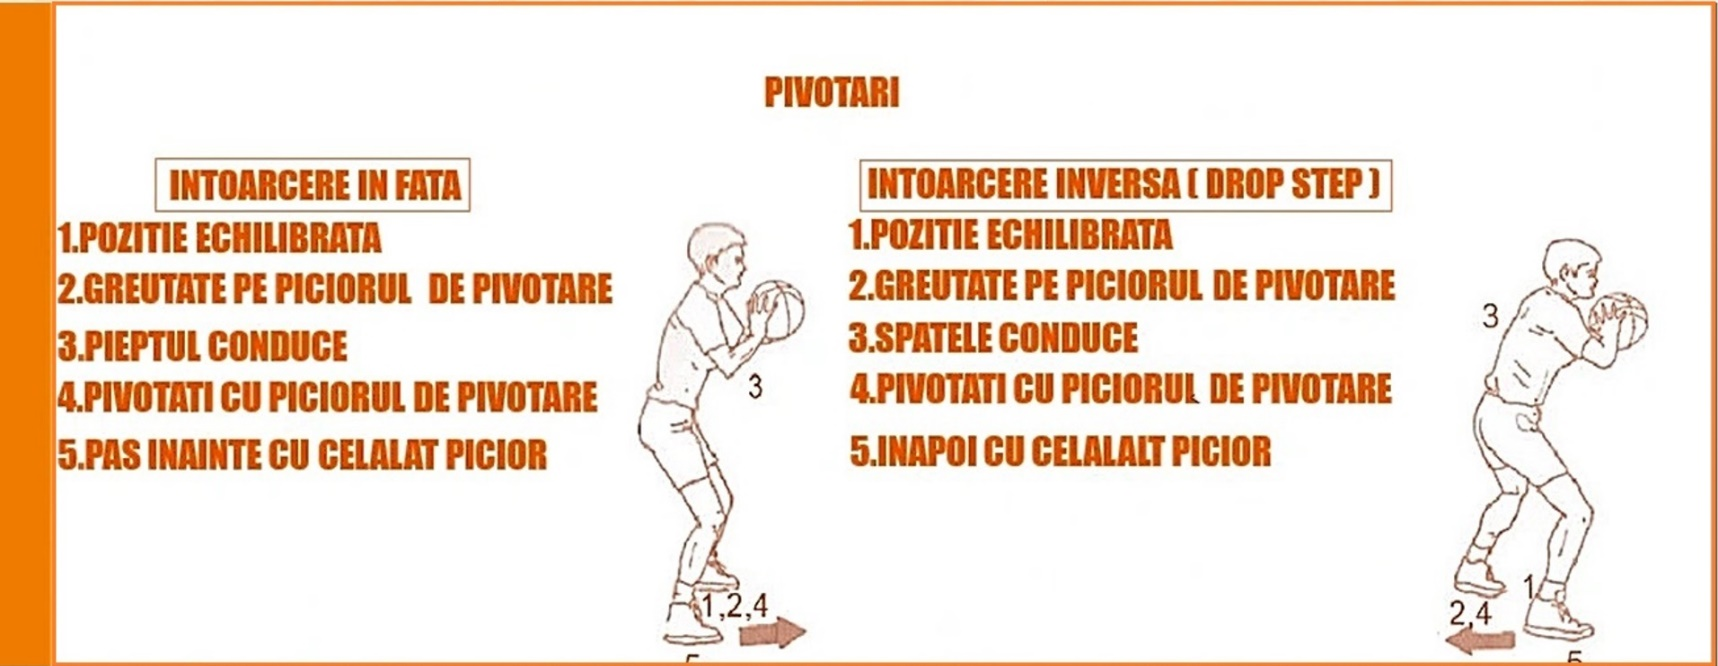 PIVOTARI
INTOARCERE IN FATA
1.POZITIE ECHILIBRATA
2.GREUTATE PE PICIORUL DE PIVOTARE
3.PIEPTUL CONDUCE
4.PIVOTATI CU PICIORUL DE PIVOTARE
5.PAS INAINTE CU CELALAT PICIOR
3
1,2,4
5
INTOARCERE INVERSA ( DROP STEP )
1.POZITIE ECHILIBRATA
2.GREUTATE PE PICIORUL DE PIVOTARE
3.SPATELE CONDUCE
4.PIVOTATI CU PICIORUL DE PIVOTARE
5.INAPOI CU CELALALT PICIOR
3
1
2,4
5